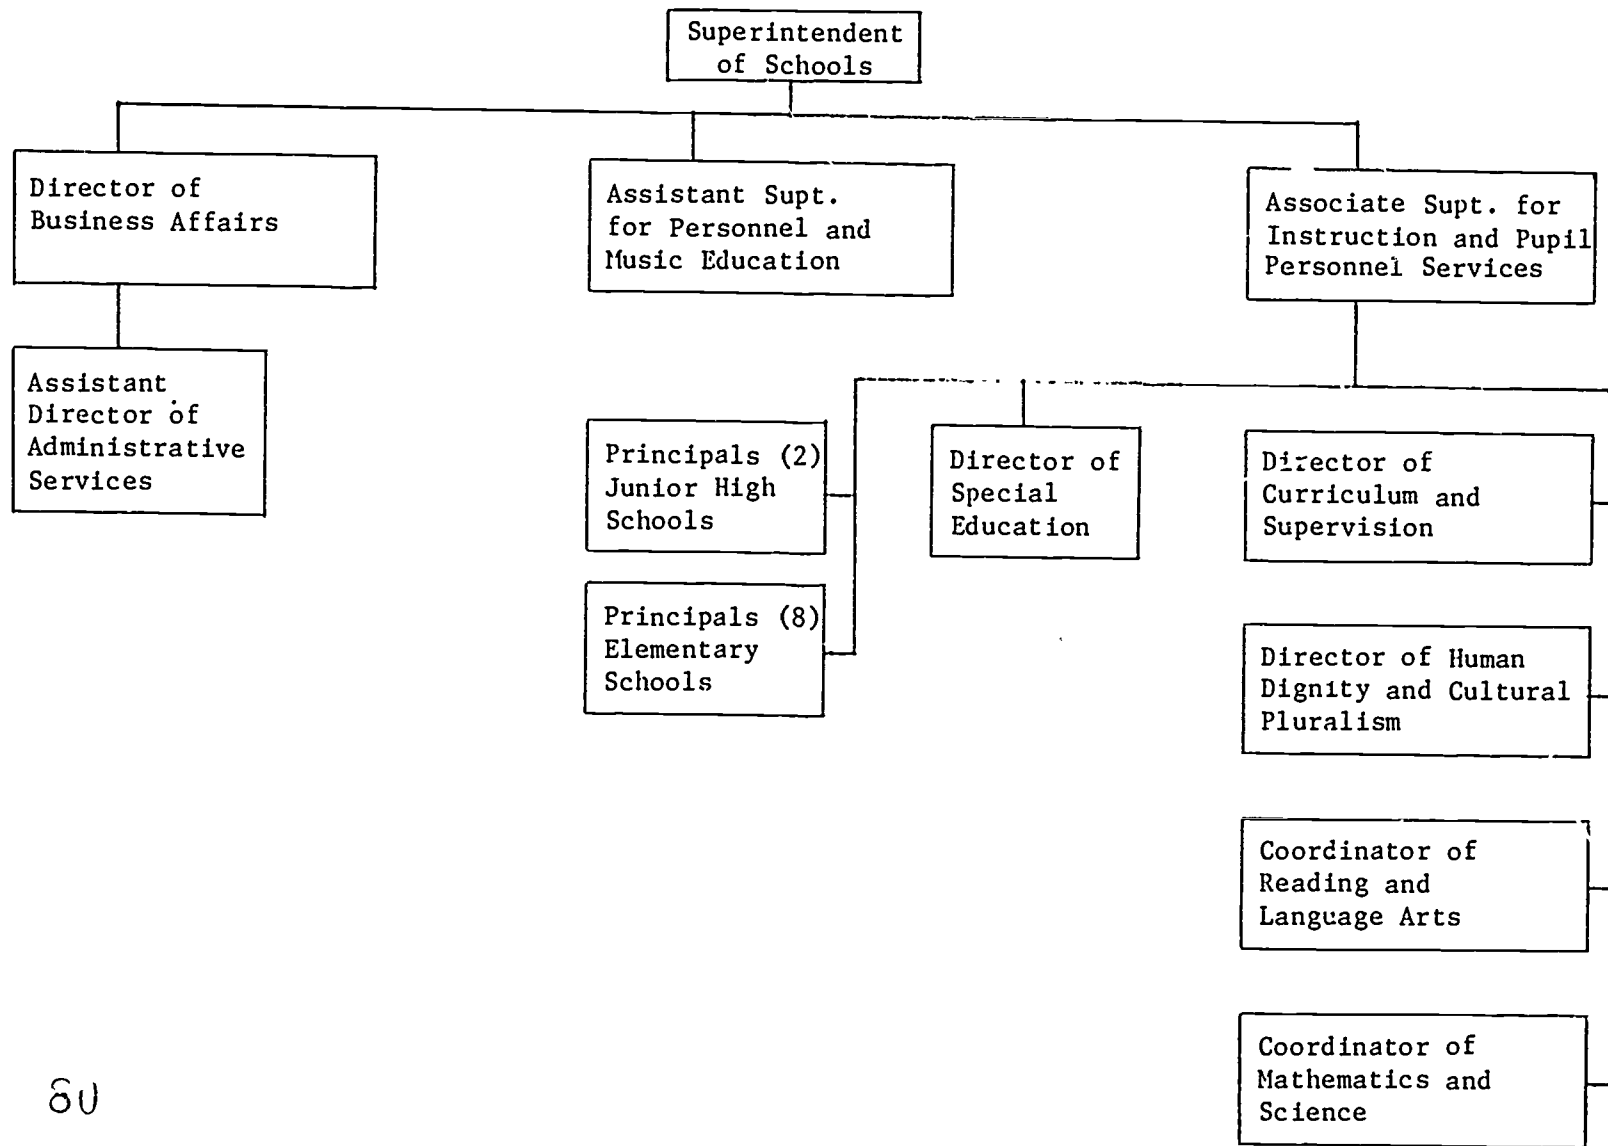 Superintendent
of Schools
Director of
Business Affairs
Assistant Supt.
for Personnel and
Music Education
Associate Supt. for
Instruction and Pupil
Personnel Services
Assistant
Director of
Administrative
Services
Principals (2)
Junior High
Schools
Director of
Special
Education
Director of
Curriculum and
Supervision
Principals (8)
Elementary
Schools
Director of Human
Dignity and Cultural
Pluralism
Coordinator of
Reading and
Language Arts
Coordinator of
Mathematics and
Science
80